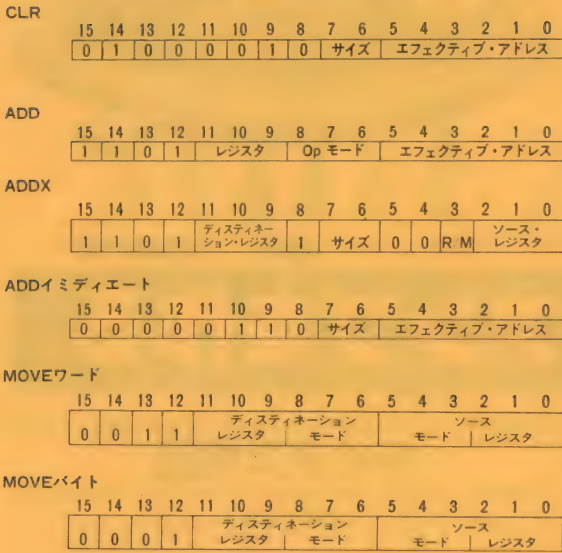 CLR
15 14 13 12 11 10 9 8 7 6 5 4 3 2 1 0
0 1 0 0 0 0 1 0 サイズ エフェクティブ・アドレス
ADD
15 14 13 12 11 10 9 8 7 6 5 4 3 2 1 0
1 1 0 1 レジスタ Op モード エフェクティブ・アドレス
ADDX
15 14 13 12 11 10 9 8 7 6 5 4 3 2 1 0
ディスティネー ソース・
1 1 0 1 ション・レジスタ 1 サイズ 0 0 R/M レジスタ
ADDイミディエート
15 14 13 12 11 10 9 8 7 6 5 4 3 2 1 0
0 0 0 0 0 1 1 0 サイズ エフェクティブ・アドレス
MOVEワード
15 14 13 12 11 10 9 8 7 6 5 4 3 2 1 0
ディスティネーション ソース
0 0 1 1 レジスタ モード モード レジスタ
MOVEバイト
15 14 13 12 11 10 9 8 7 6 5 4 3 2 1 0
ディスティネーション ソース
0 0 0 1 レジスタ モード モード レジスタ